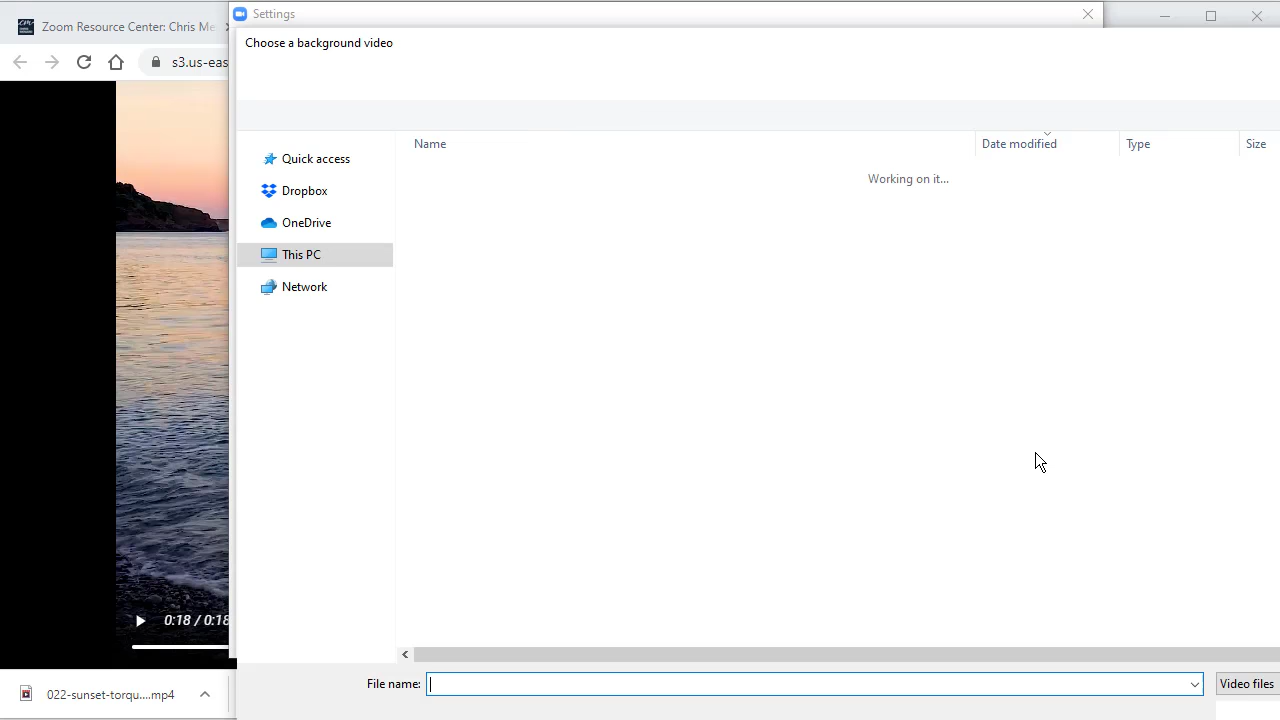 Zoom Resource Center: Chris Me
Settings
s3.us-eas
Choose a background video
Name
Date modified
Type
Size
Working on it...
Quick access
Dropbox
OneDrive
This PC
Network
0:18 / 0:18
File name:
Video files
022-sunset-torqu....mp4